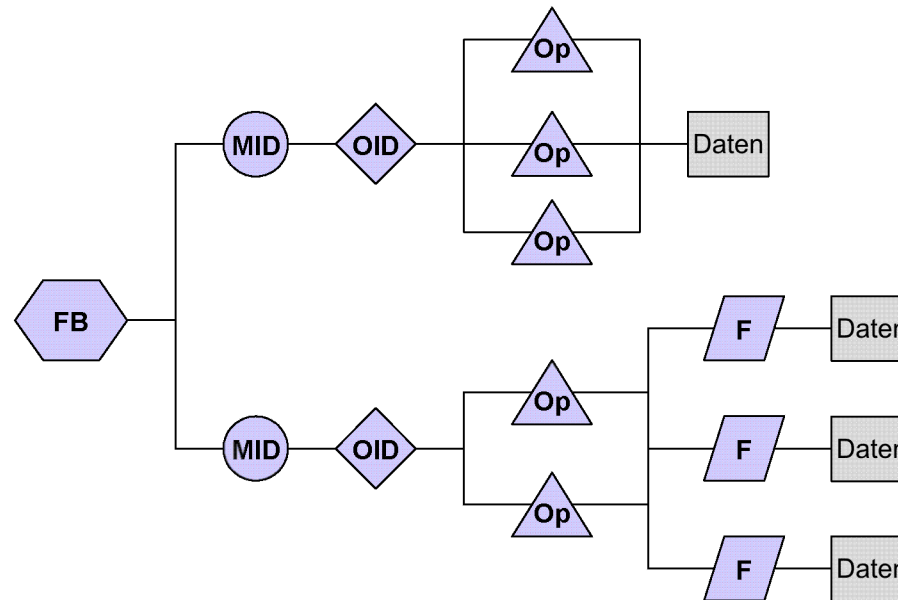 Op
MID
OID
Op
Daten
Op
FB
F
Daten
Op
MID
OID
F
Daten
Op
F
Daten